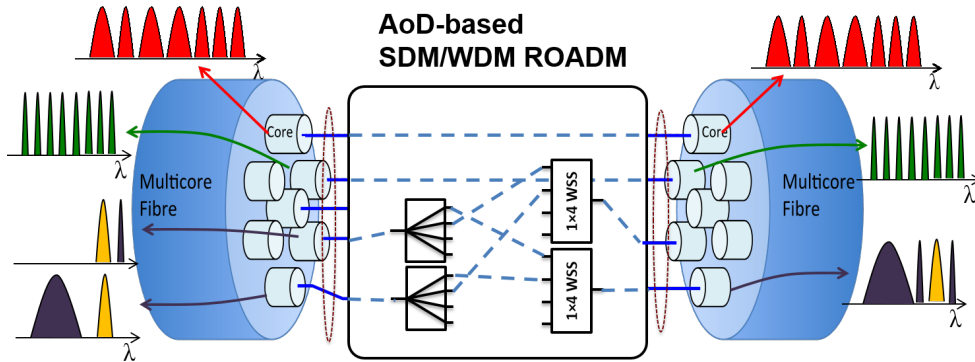 AoD-based
SDM/WDM ROADM
λ
λ
Core
Core
Multicore
Fibre
λ
λ
1×4 WSS
1×4 WSS
Multicore
Fibre
λ
λ
λ
λ